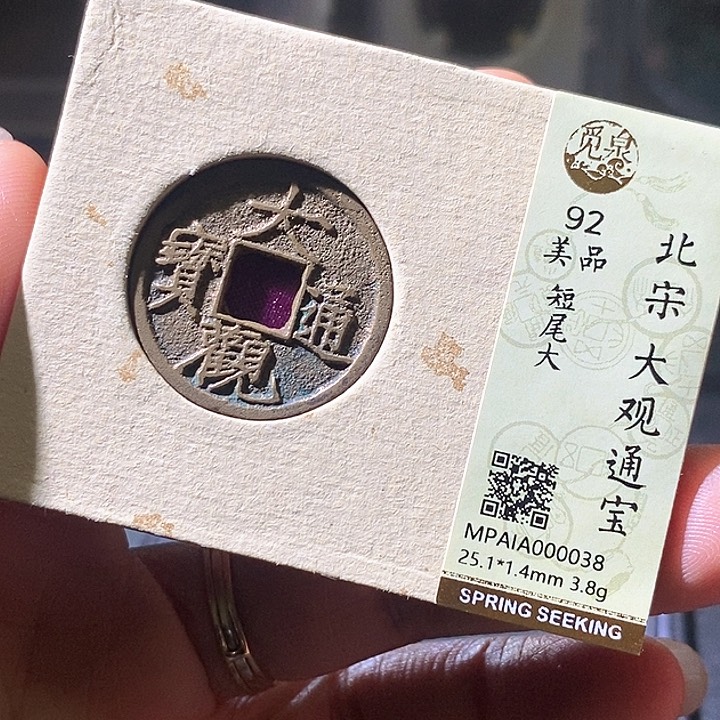 大觀通寶
觅泉
92
美品
短尾大
北宋大观通宝
MPAIA000038
25.1*1.4mm 3.8g
SPRING SEEKING